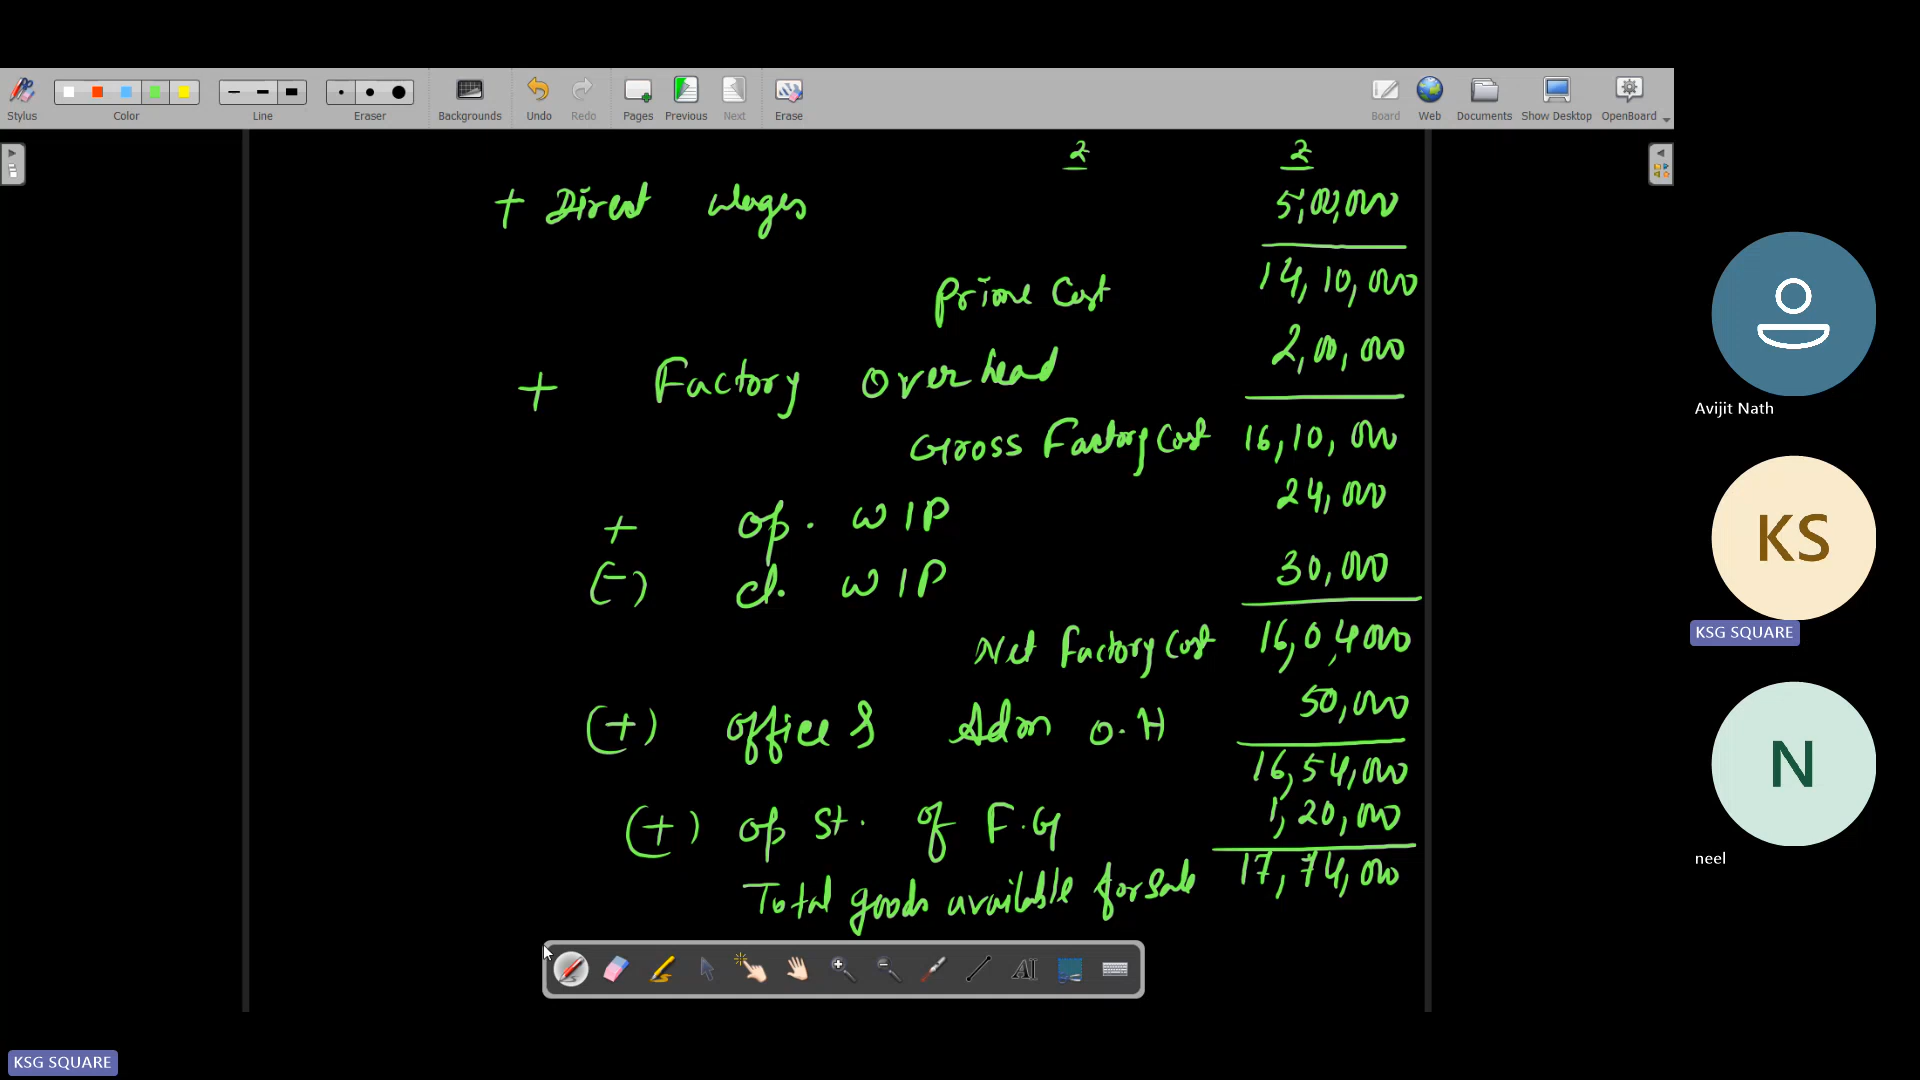 Stylus Color Line Eraser Backgrounds Undo Redo Pages Previous Next Erase Board Web Documents Show Desktop OpenBoard
₹ ₹
+ Direct wages 5,00,000
Prime Cost 14,10,000
+ Factory Overhead 2,00,000
Gross Factory Cost 16,10,000
+ op. WIP 24,000
(-) cl. WIP 30,000
Net Factory Cost 16,04,000
(+) office & Adm O.H 50,000
16,54,000
(+) op St. of F.G 1,20,000
Total goods available for sale 17,74,000
AI
Avijit Nath
KS
KSG SQUARE
N
neel
KSG SQUARE